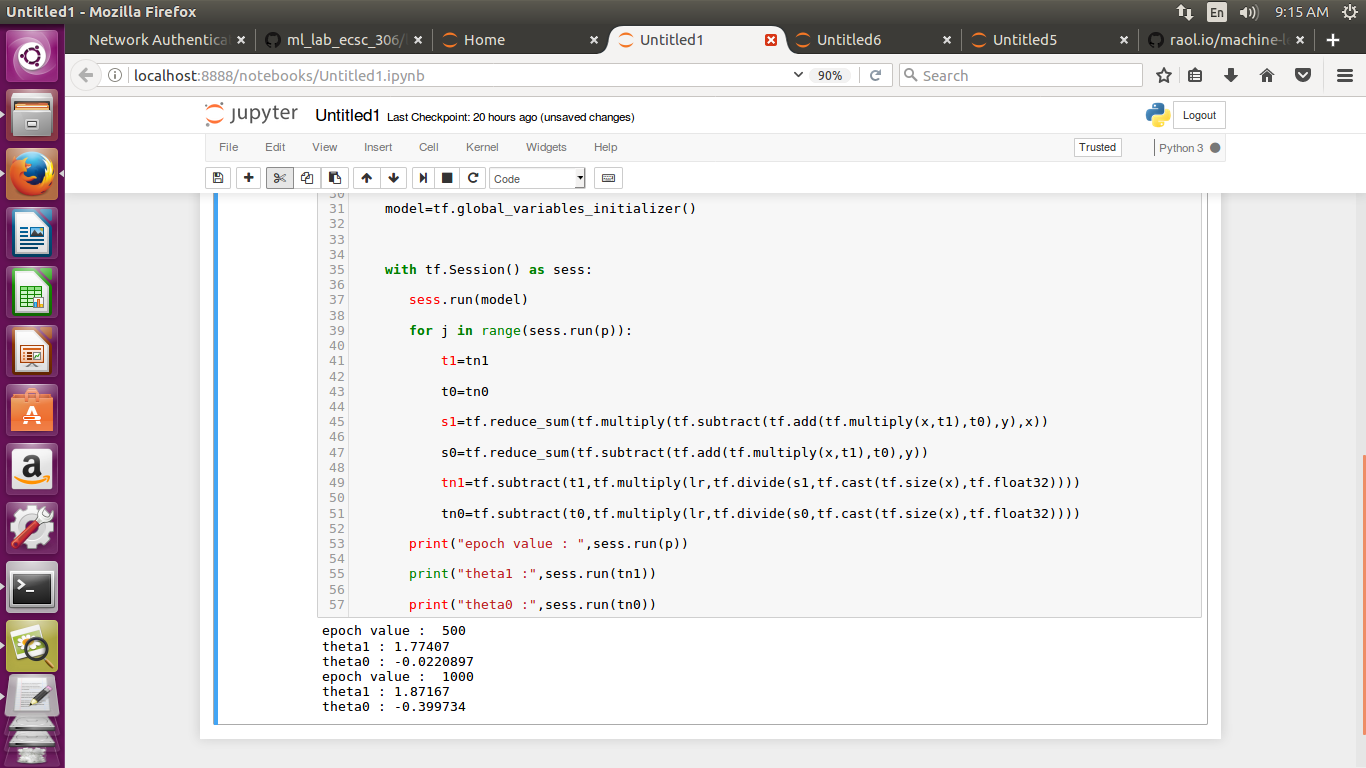 Untitled1 - Mozilla Firefox
En
9:15 AM
Network Authentica
ml_lab_ecsc_306/
Home
Untitled1
Untitled6
Untitled5
raol.io/machine-l
localhost:8888/notebooks/Untitled1.ipynb
90%
Search
jupyter
Untitled1 Last Checkpoint: 20 hours ago (unsaved changes)
Logout
File Edit View Insert Cell Kernel Widgets Help
Trusted
Python 3
Code
30
31 model=tf.global_variables_initializer()
32
33
34
35 with tf.Session() as sess:
36
37 sess.run(model)
38
39 for j in range(sess.run(p)):
40
41 t1=tn1
42
43 t0=tn0
44
45 s1=tf.reduce_sum(tf.multiply(tf.subtract(tf.add(tf.multiply(x,t1),t0),y),x))
46
47 s0=tf.reduce_sum(tf.subtract(tf.add(tf.multiply(x,t1),t0),y))
48
49 tn1=tf.subtract(t1,tf.multiply(lr,tf.divide(s1,tf.cast(tf.size(x),tf.float32))))
50
51 tn0=tf.subtract(t0,tf.multiply(lr,tf.divide(s0,tf.cast(tf.size(x),tf.float32))))
52
53 print("epoch value : ",sess.run(p))
54
55 print("theta1 :",sess.run(tn1))
56
57 print("theta0 :",sess.run(tn0))
epoch value :  500
theta1 : 1.77407
theta0 : -0.0220897
epoch value :  1000
theta1 : 1.87167
theta0 : -0.399734